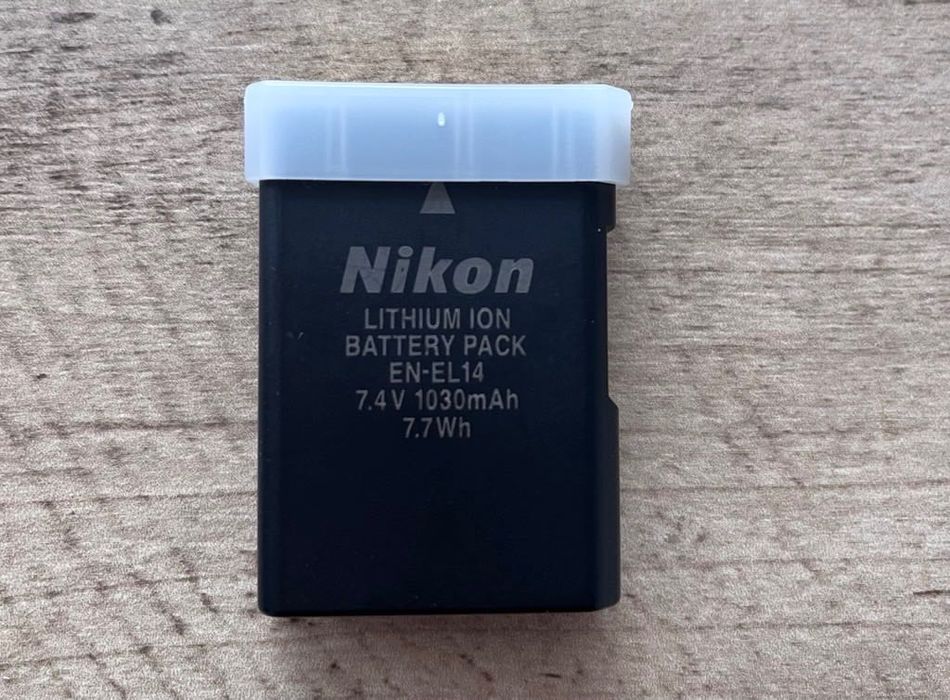 Nikon
LITHIUM ION
BATTERY PACK
EN-EL14
7.4V 1030mAh
7.7Wh